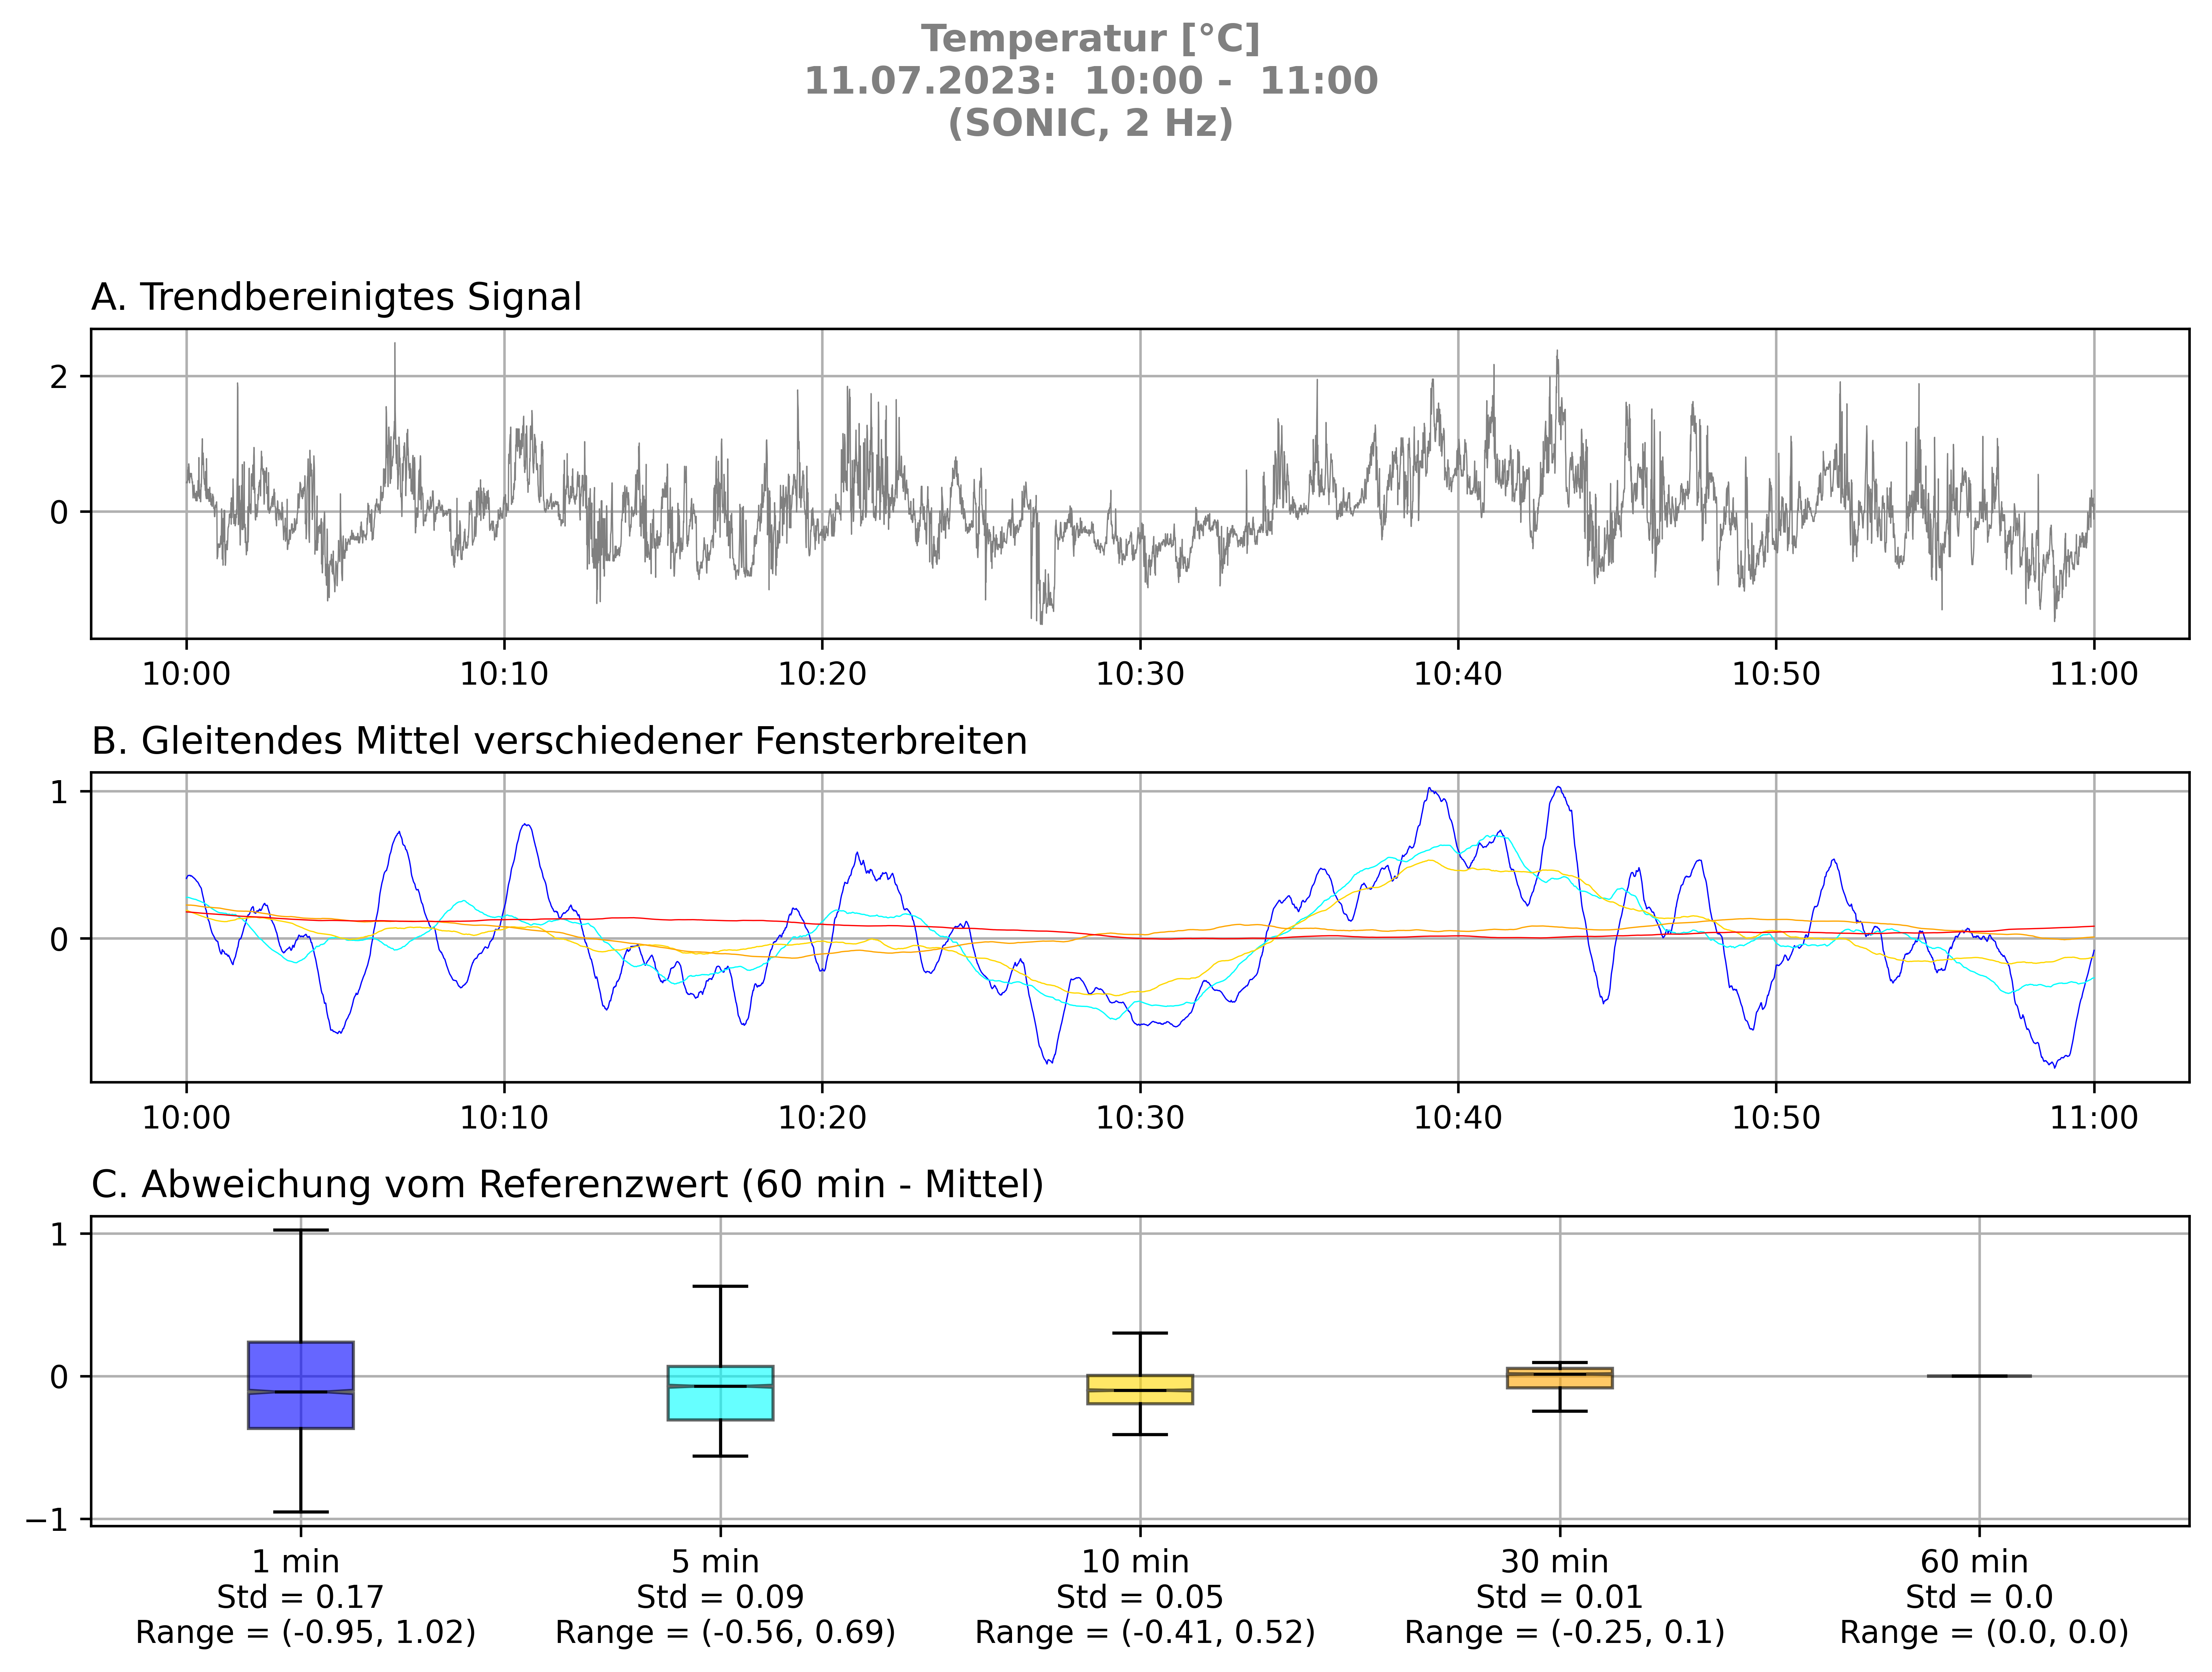 Temperatur [°C]
11.07.2023:  10:00 -  11:00
(SONIC, 2 Hz)
A. Trendbereinigtes Signal
2
0
10:00 10:10 10:20 10:30 10:40 10:50 11:00
B. Gleitendes Mittel verschiedener Fensterbreiten
1
0
10:00 10:10 10:20 10:30 10:40 10:50 11:00
C. Abweichung vom Referenzwert (60 min - Mittel)
1
0
−1
1 min 5 min 10 min 30 min 60 min
Std = 0.17 Std = 0.09 Std = 0.05 Std = 0.01 Std = 0.0
Range = (-0.95, 1.02) Range = (-0.56, 0.69) Range = (-0.41, 0.52) Range = (-0.25, 0.1) Range = (0.0, 0.0)